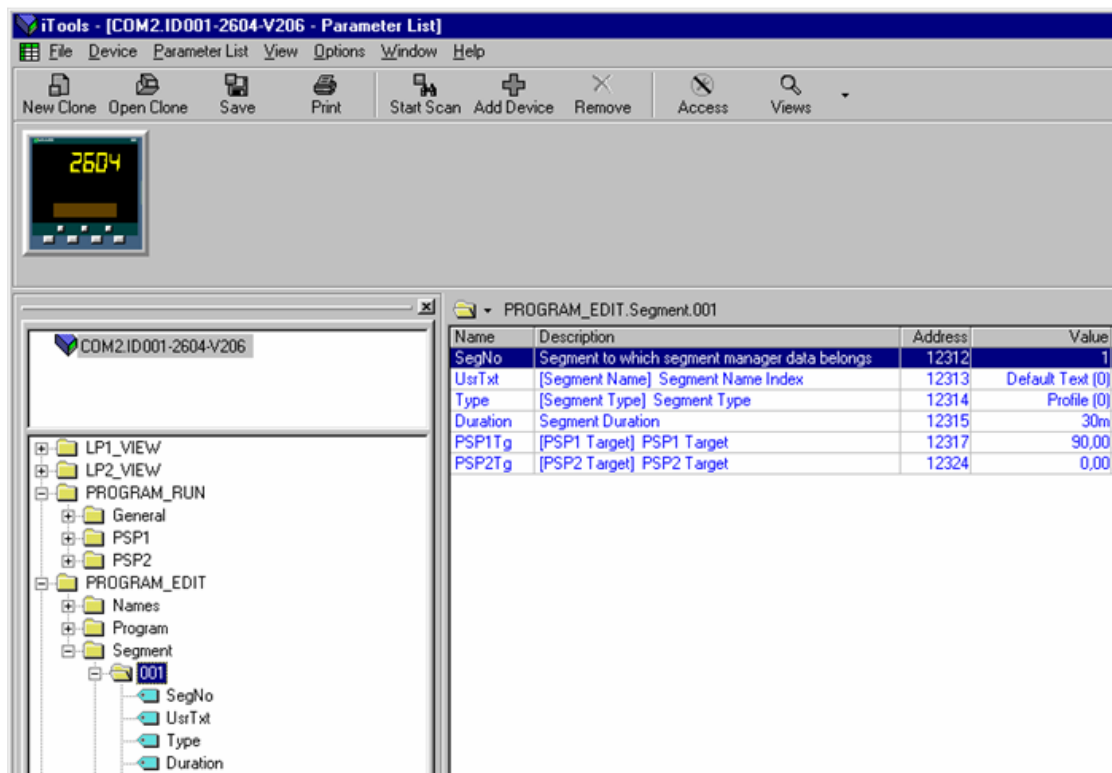 iTools - [COM2.ID001-2604-V206 - Parameter List]
File Device Parameter List View Options Window Help
New Clone Open Clone Save Print Start Scan Add Device Remove Access Views
2604
COM2.ID001-2604-V206
LP1_VIEW
LP2_VIEW
PROGRAM_RUN
General
PSP1
PSP2
PROGRAM_EDIT
Names
Program
Segment
001
SegNo
UsrTxt
Type
Duration
PROGRAM_EDIT.Segment.001
Name Description Address Value
SegNo Segment to which segment manager data belongs 12312 1
UsrTxt [Segment Name] Segment Name Index 12313 Default Text (0)
Type [Segment Type] Segment Type 12314 Profile (0)
Duration Segment Duration 12315 30m
PSP1Tg [PSP1 Target] PSP1 Target 12317 90,00
PSP2Tg [PSP2 Target] PSP2 Target 12324 0,00